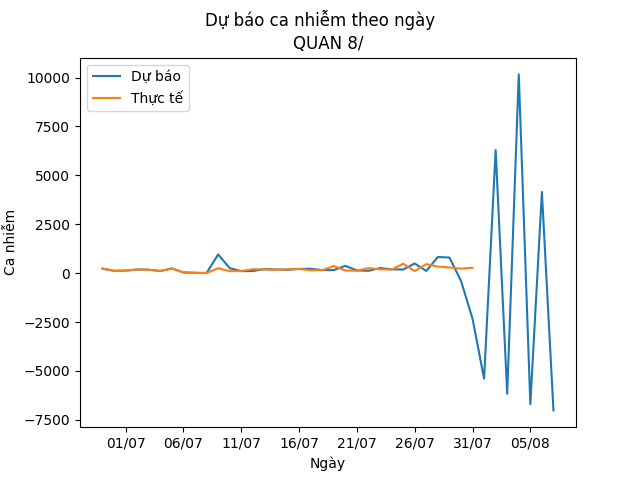 Dự báo ca nhiễm theo ngày
QUAN 8/
Dự báo
Thực tế
Ca nhiễm
10000
7500
5000
2500
0
−2500
−5000
−7500
01/07
06/07
11/07
16/07
21/07
26/07
31/07
05/08
Ngày